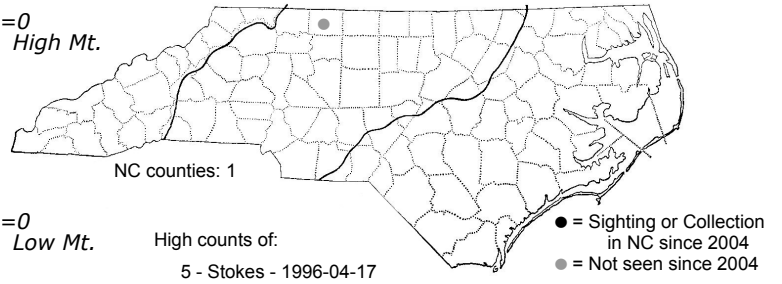 =0
High Mt.
NC counties: 1
=0
Low Mt.
High counts of:
5 - Stokes - 1996-04-17
● = Sighting or Collection
in NC since 2004
● = Not seen since 2004